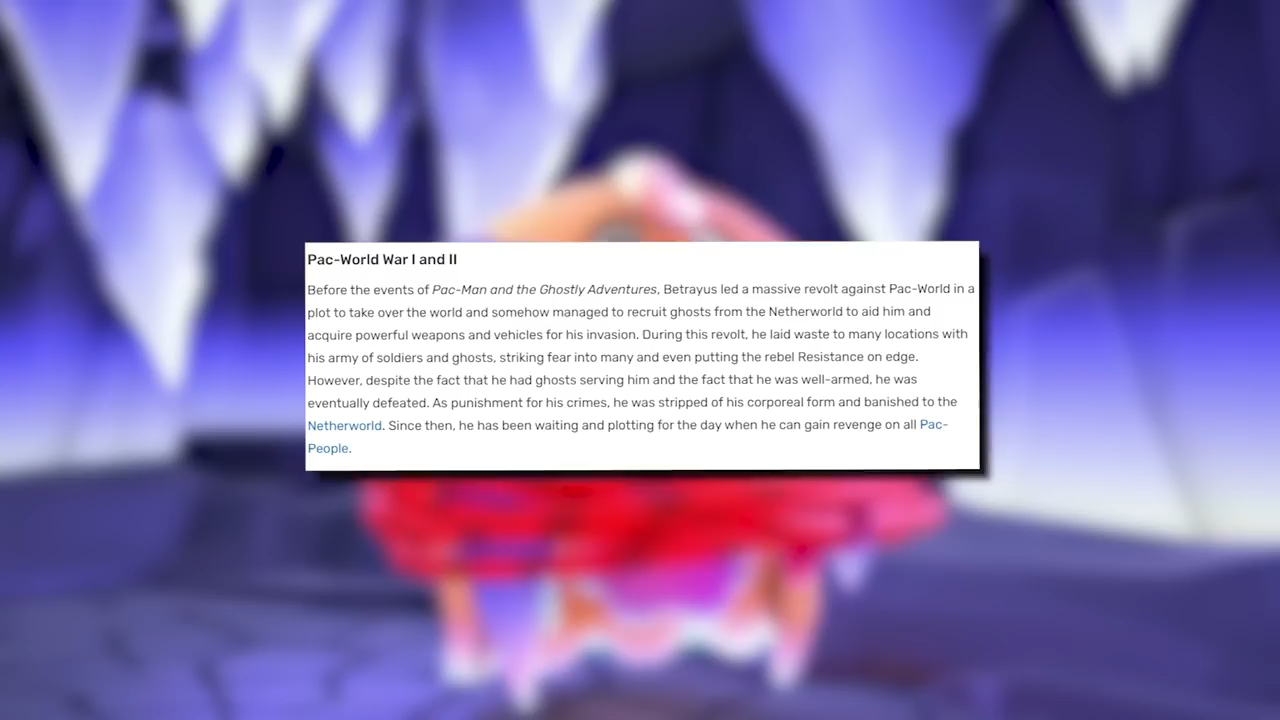 Pac-World War I and II
Before the events of Pac-Man and the Ghostly Adventures, Betrayus led a massive revolt against Pac-World in a
plot to take over the world and somehow managed to recruit ghosts from the Netherworld to aid him and
acquire powerful weapons and vehicles for his invasion. During this revolt, he laid waste to many locations with
his army of soldiers and ghosts, striking fear into many and even putting the rebel Resistance on edge.
However, despite the fact that he had ghosts serving him and the fact that he was well-armed, he was
eventually defeated. As punishment for his crimes, he was stripped of his corporeal form and banished to the
Netherworld. Since then, he has been waiting and plotting for the day when he can gain revenge on all Pac-
People.